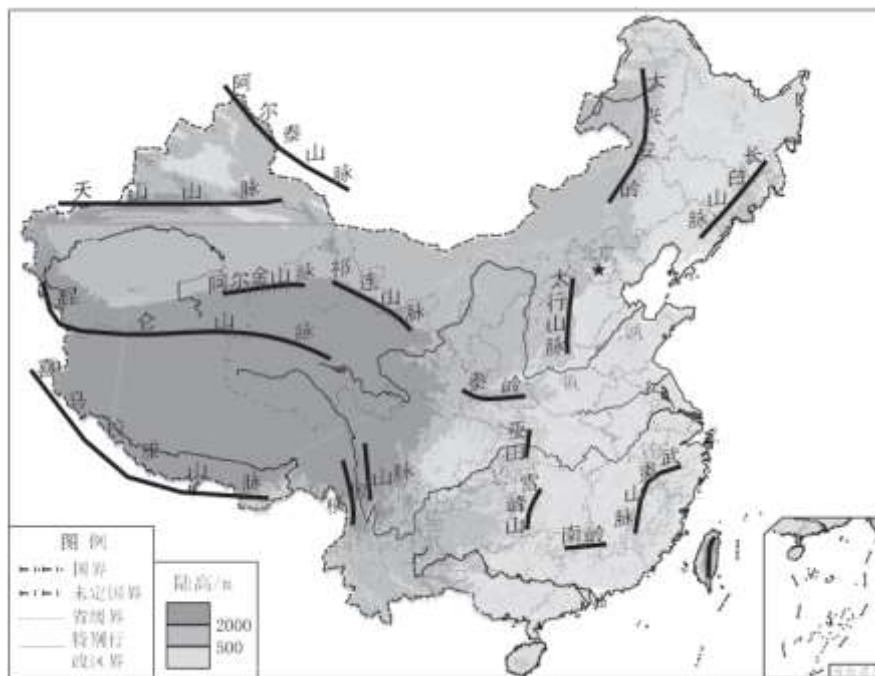 阿尔泰山脉
天山山脉
大兴安岭
长白山脉
北京
阿尔金山脉
祁连山脉
太行山脉
昆仑山脉
秦岭
喜马拉雅山脉
巫山
横断山脉
雪峰山
武夷山脉
南岭
图例
国界
未定国界
省级界
特别行
政区界
陆高/m
2000
500